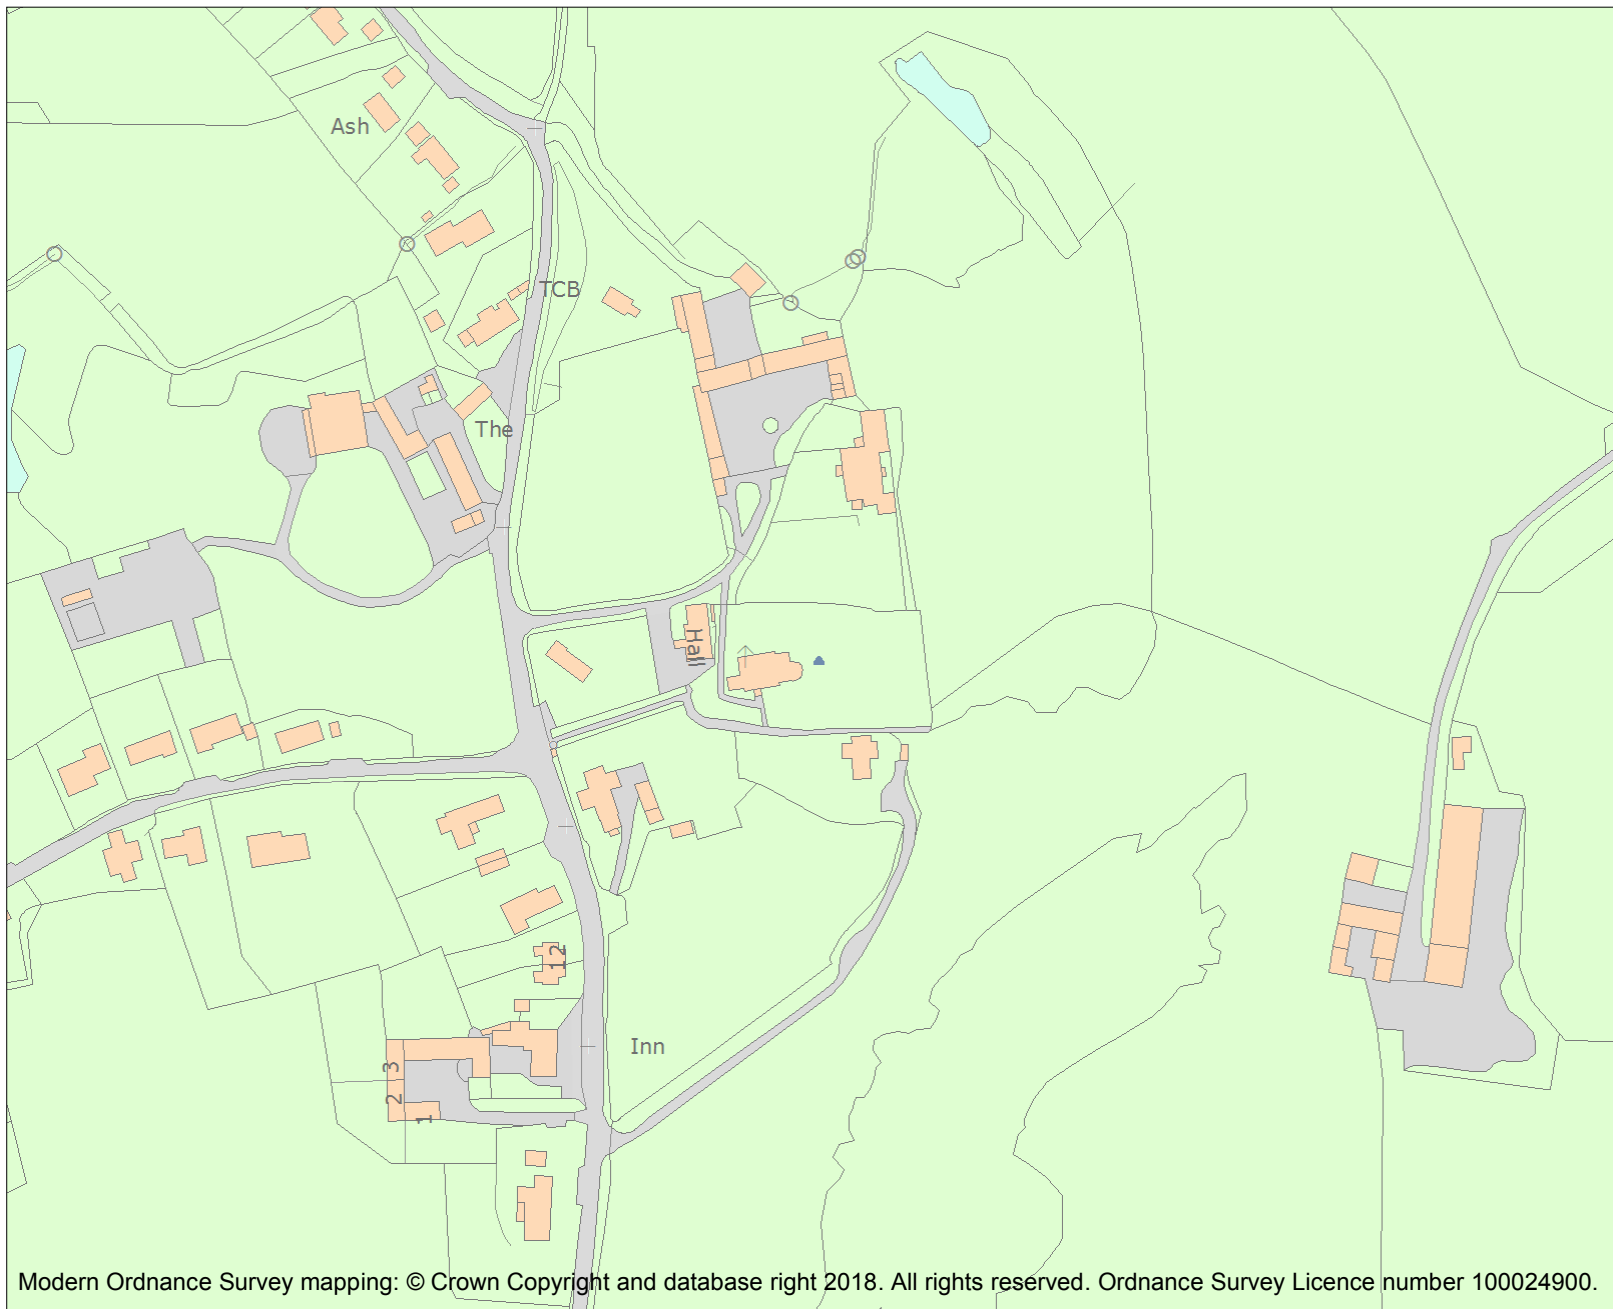 Ash
TCB
The
Hall
12
Inn
3
2
1
Modern Ordnance Survey mapping: © Crown Copyright and database right 2018. All rights reserved. Ordnance Survey Licence number 100024900.